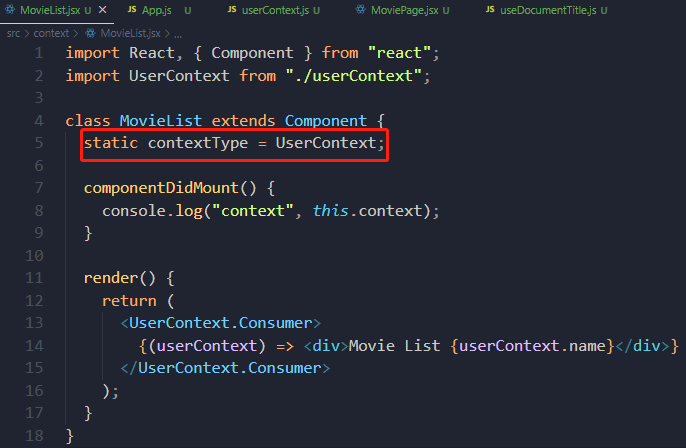 MovieList.jsx U X JS App.js U JS userContext.js U MoviePage.jsx U JS useDocumentTitle.js U
src > context > MovieList.jsx > ...
1 import React, { Component } from "react";
2 import UserContext from "./userContext";
3
4 class MovieList extends Component {
5 static contextType = UserContext;
6
7 componentDidMount() {
8 console.log("context", this.context);
9 }
10
11 render() {
12 return (
13 <UserContext.Consumer>
14 {(userContext) => <div>Movie List {userContext.name}</div>}
15 </UserContext.Consumer>
16 );
17 }
18 }